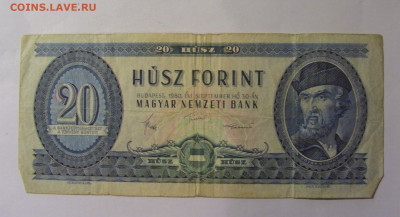 COINS.LAVE.RU
20 HÚSZ 20
HÚSZ FORINT
BUDAPEST, 1980. ÉVI SZEPTEMBER HÓ 30-ÁN
MAGYAR NEMZETI BANK
20
HÚSZ HÚSZ